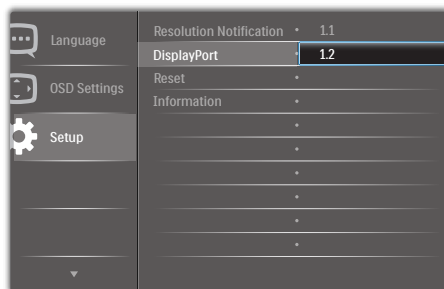 Language
OSD Settings
Setup
Resolution Notification
DisplayPort
Reset
Information
1.1
1.2